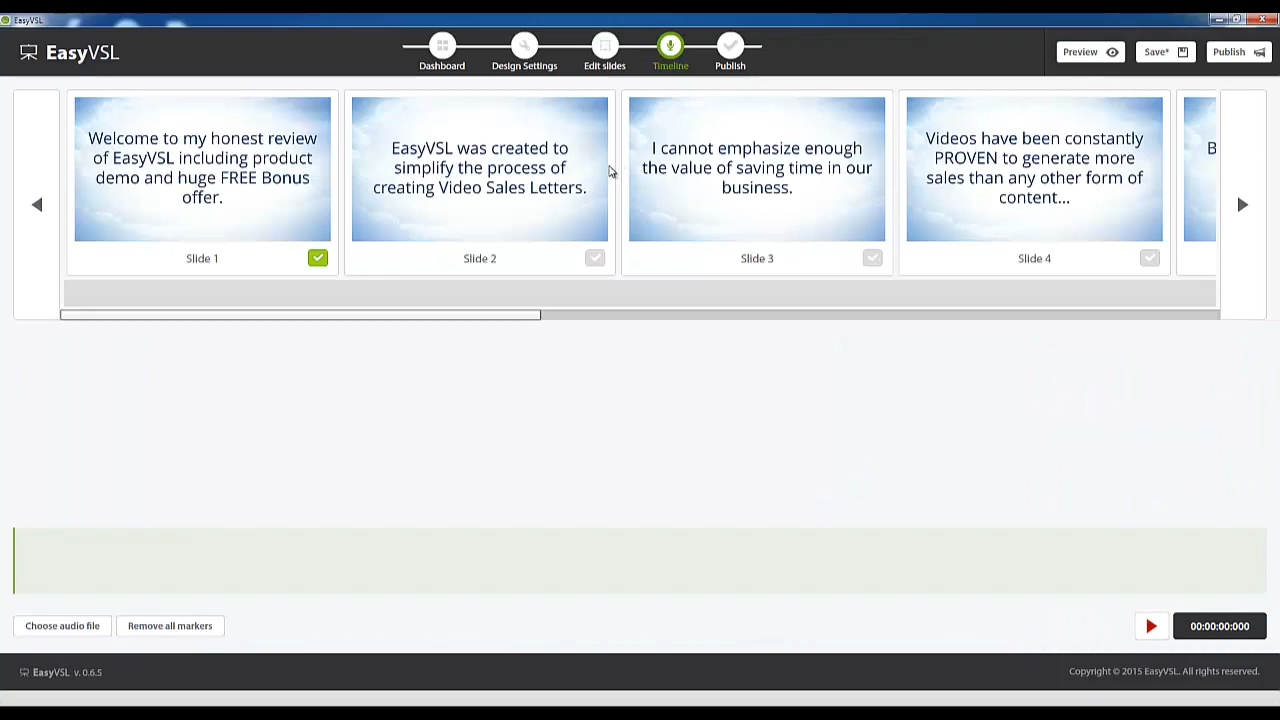 EasyVSL
EasyVSL
Dashboard
Design Settings
Edit slides
Timeline
Publish
Preview
Save*
Publish
Welcome to my honest review
of EasyVSL including product
demo and huge FREE Bonus
offer.
Slide 1
EasyVSL was created to
simplify the process of
creating Video Sales Letters.
Slide 2
I cannot emphasize enough
the value of saving time in our
business.
Slide 3
Videos have been constantly
PROVEN to generate more
sales than any other form of
content...
Slide 4
B
Choose audio file
Remove all markers
00:00:00:000
EasyVSL v. 0.6.5
Copyright © 2015 EasyVSL. All rights reserved.